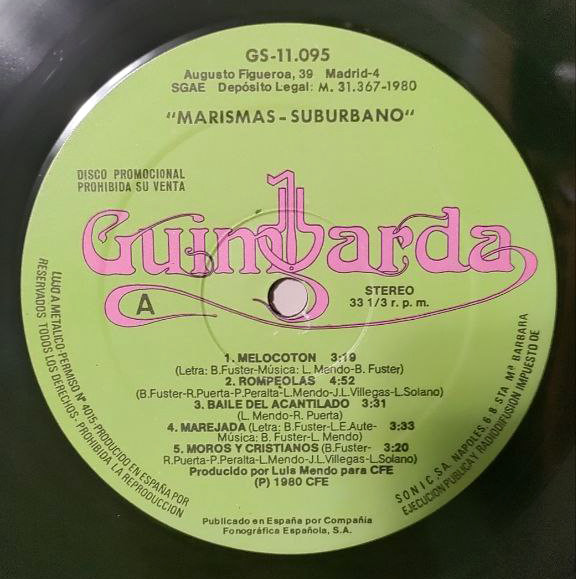 GS-11.095
Augusto Figueroa, 39 Madrid-4
SGAE Depósito Legal: M. 31.367-1980
"MARISMAS-SUBURBANO"
DISCO PROMOCIONAL
PROHIBIDA SU VENTA
Guimbarda
A
STEREO
33 1/3 r. p. m.
1. MELOCOTON 3:19
(Letra: B.Fuster-Música: L. Mendo-B. Fuster)
2. ROMPEOLAS 4:52
(B.Fuster-R.Puerta-P.Peralta-L.Mendo-J.L.Villegas-L.Solano)
3. BAILE DEL ACANTILADO 3:31
(L. Mendo-R. Puerta)
4. MAREJADA (Letra: B. Fuster-L.E.Aute- 3:33
Música: B. Fuster-L. Mendo)
5. MOROS Y CRISTIANOS (B.Fuster- 3:20
R.Puerta-P.Peralta-L.Mendo-J.L.Villegas-L.Solano)
Producido por Luis Mendo para CFE
(P) 1980 CFE
Publicado en España por Compañía
Fonográfica Española, S.A.
LUJO A METALICO-PERMISO Nº 405 PRODUCIDO EN ESPAÑA POR
RESERVADOS TODOS LOS DERECHOS-PROHIBIDA LA REPRODUCCION
SONIC, S.A. NAPOLES, 6-8 STA. Mª BARBARA
EJECUCION PUBLICA Y RADIODIFUSION IMPUESTO DE